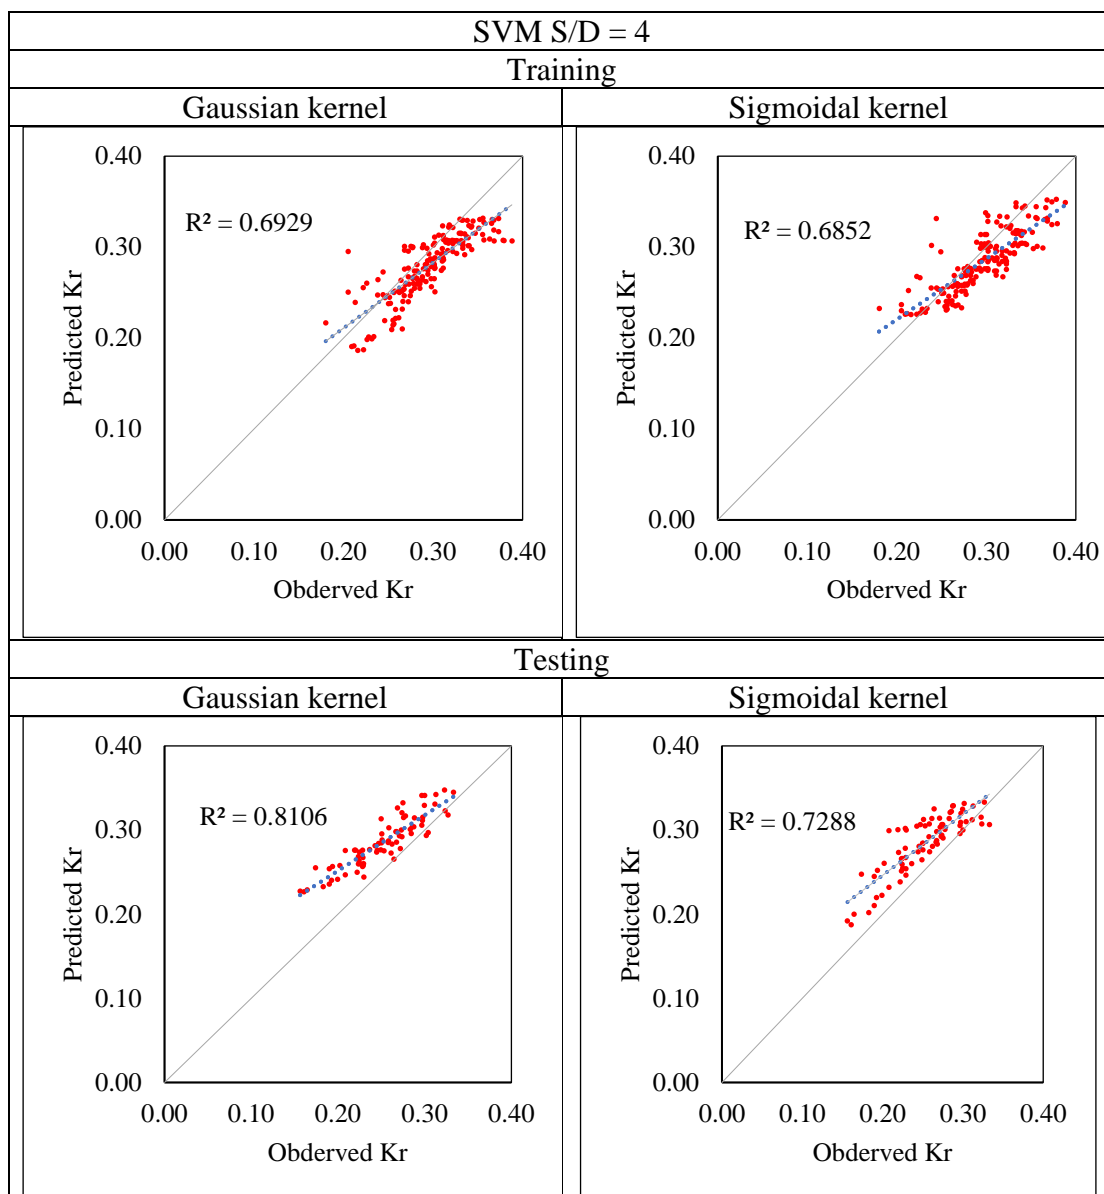 SVM S/D = 4
Training
Gaussian kernel
Sigmoidal kernel
0.40
0.30
0.20
0.10
0.00
Predicted Kr
R² = 0.6929
0.00 0.10 0.20 0.30 0.40
Obderved Kr
0.40
0.30
0.20
0.10
0.00
Predicted Kr
R² = 0.6852
0.00 0.10 0.20 0.30 0.40
Obderved Kr
Testing
Gaussian kernel
Sigmoidal kernel
0.40
0.30
0.20
0.10
0.00
Predicted Kr
R² = 0.8106
0.00 0.10 0.20 0.30 0.40
Obderved Kr
0.40
0.30
0.20
0.10
0.00
Predicted Kr
R² = 0.7288
0.00 0.10 0.20 0.30 0.40
Obderved Kr